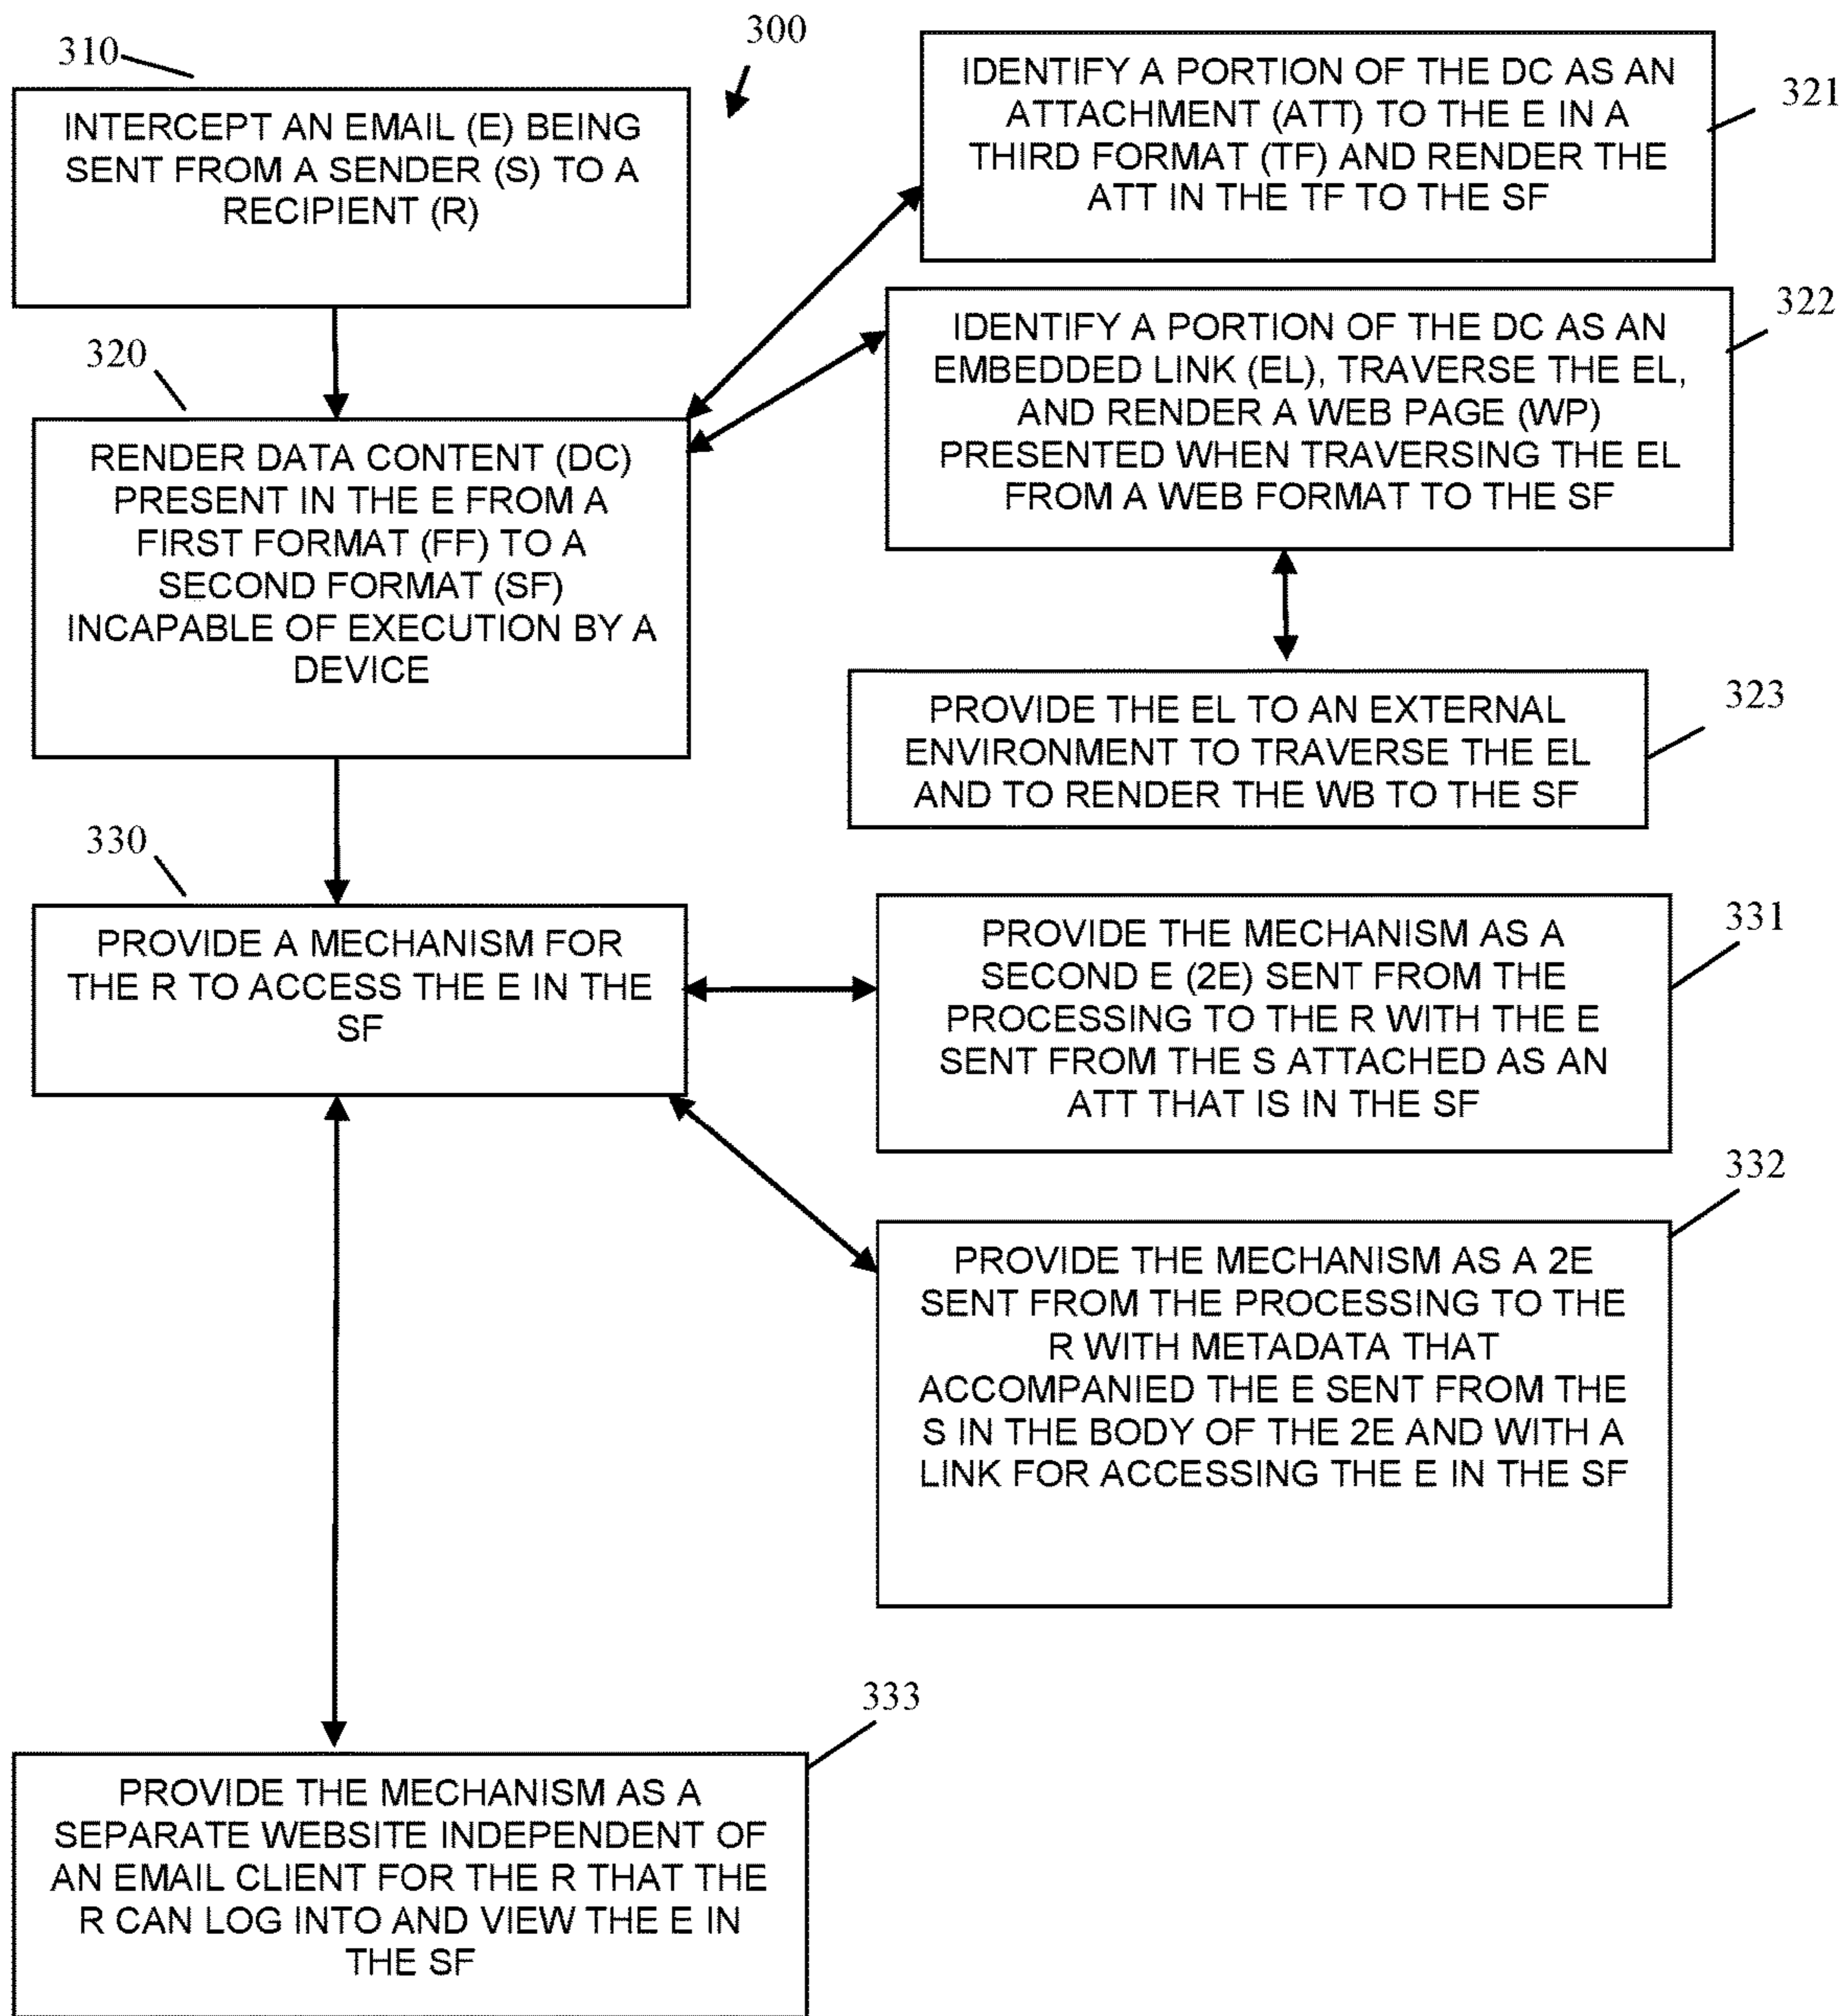 310
300
INTERCEPT AN EMAIL (E) BEING
SENT FROM A SENDER (S) TO A
RECIPIENT (R)
IDENTIFY A PORTION OF THE DC AS AN
ATTACHMENT (ATT) TO THE E IN A
THIRD FORMAT (TF) AND RENDER THE
ATT IN THE TF TO THE SF
321
322
IDENTIFY A PORTION OF THE DC AS AN
EMBEDDED LINK (EL), TRAVERSE THE EL,
AND RENDER A WEB PAGE (WP)
PRESENTED WHEN TRAVERSING THE EL
FROM A WEB FORMAT TO THE SF
320
RENDER DATA CONTENT (DC)
PRESENT IN THE E FROM A
FIRST FORMAT (FF) TO A
SECOND FORMAT (SF)
INCAPABLE OF EXECUTION BY A
DEVICE
323
PROVIDE THE EL TO AN EXTERNAL
ENVIRONMENT TO TRAVERSE THE EL
AND TO RENDER THE WB TO THE SF
330
PROVIDE A MECHANISM FOR
THE R TO ACCESS THE E IN THE
SF
331
PROVIDE THE MECHANISM AS A
SECOND E (2E) SENT FROM THE
PROCESSING TO THE R WITH THE E
SENT FROM THE S ATTACHED AS AN
ATT THAT IS IN THE SF
332
PROVIDE THE MECHANISM AS A 2E
SENT FROM THE PROCESSING TO THE
R WITH METADATA THAT
ACCOMPANIED THE E SENT FROM THE
S IN THE BODY OF THE 2E AND WITH A
LINK FOR ACCESSING THE E IN THE SF
333
PROVIDE THE MECHANISM AS A
SEPARATE WEBSITE INDEPENDENT OF
AN EMAIL CLIENT FOR THE R THAT THE
R CAN LOG INTO AND VIEW THE E IN
THE SF